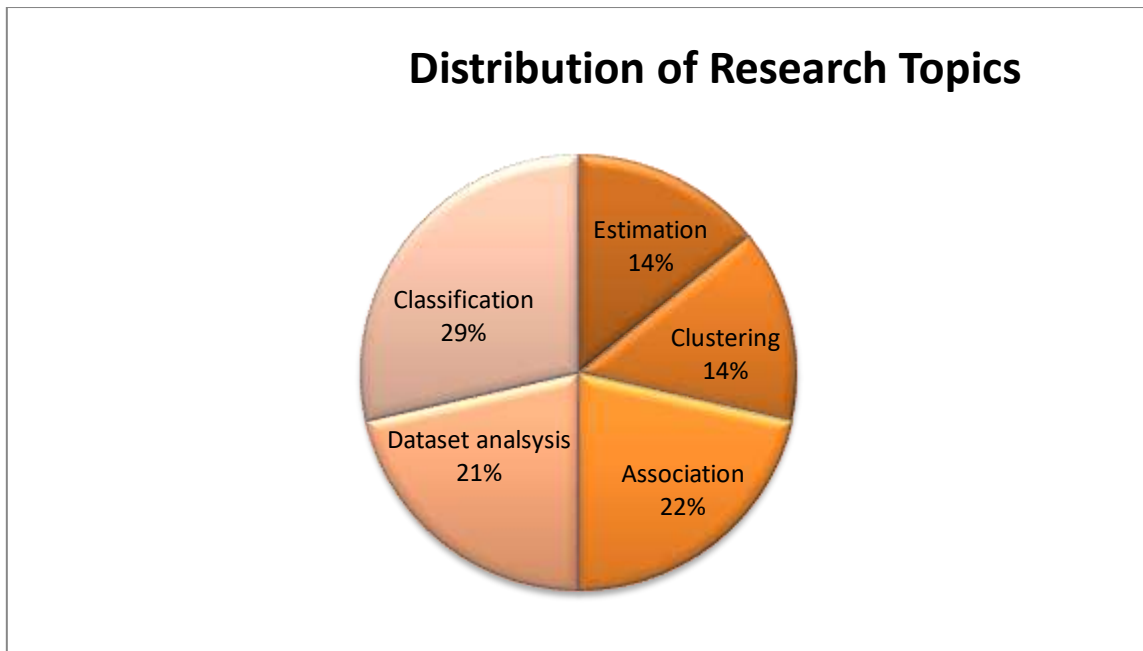 Distribution of Research Topics
Estimation
14%
Clustering
14%
Association
22%
Dataset analsysis
21%
Classification
29%